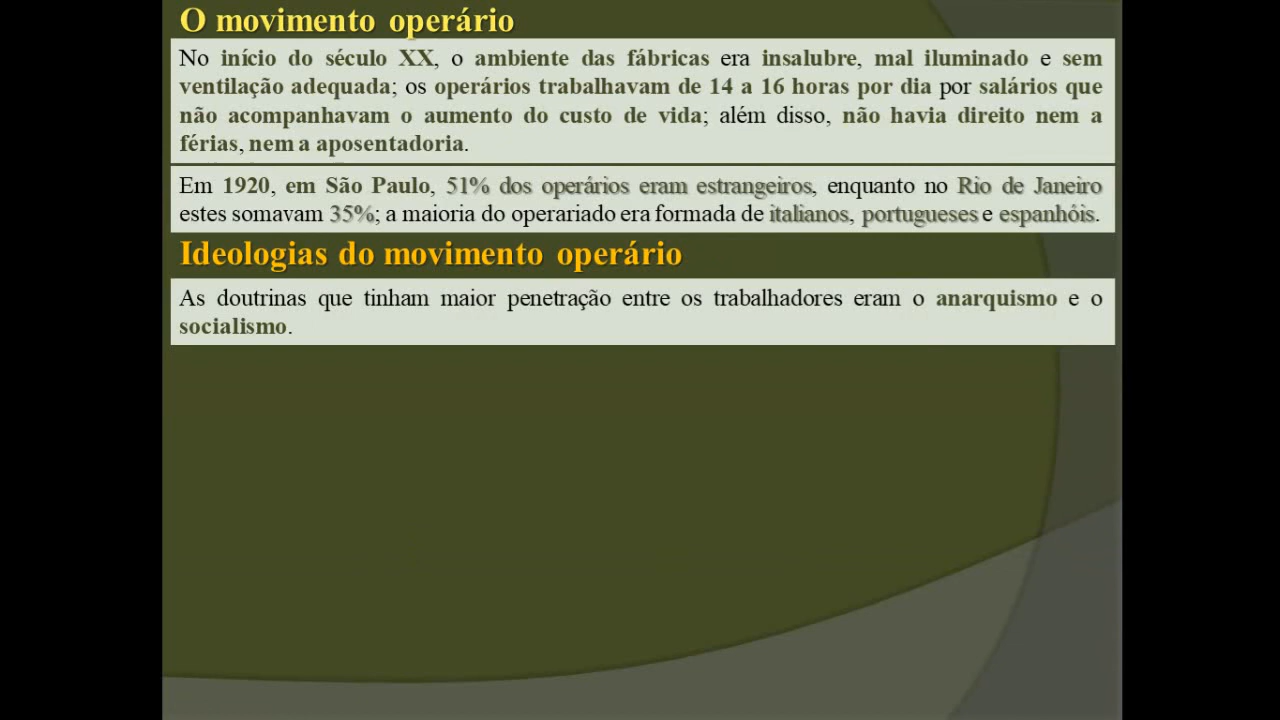 O movimento operário
No início do século XX, o ambiente das fábricas era insalubre, mal iluminado e sem
ventilação adequada; os operários trabalhavam de 14 a 16 horas por dia por salários que
não acompanhavam o aumento do custo de vida; além disso, não havia direito nem a
férias, nem a aposentadoria.
Em 1920, em São Paulo, 51% dos operários eram estrangeiros, enquanto no Rio de Janeiro
estes somavam 35%; a maioria do operariado era formada de italianos, portugueses e espanhóis.
Ideologias do movimento operário
As doutrinas que tinham maior penetração entre os trabalhadores eram o anarquismo e o
socialismo.